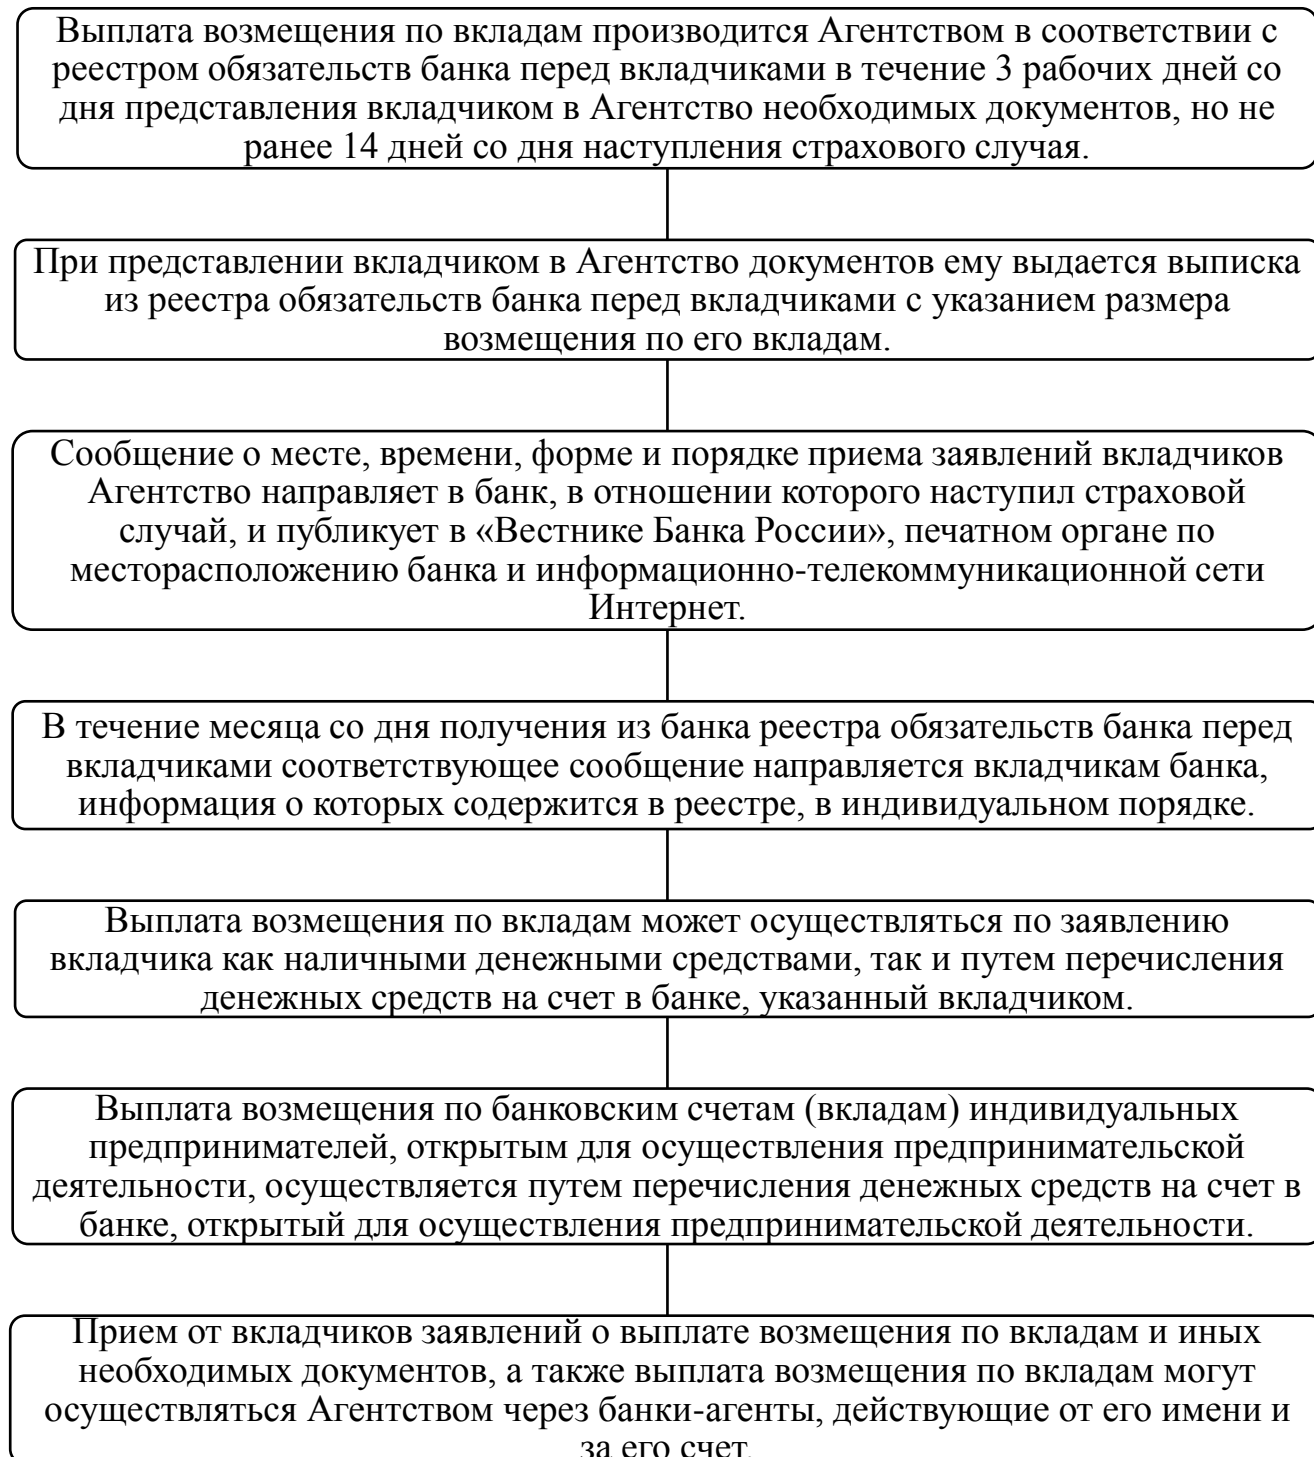 Выплата возмещения по вкладам производится Агентством в соответствии с
реестром обязательств банка перед вкладчиками в течение 3 рабочих дней со
дня представления вкладчиком в Агентство необходимых документов, но не
ранее 14 дней со дня наступления страхового случая.
При представлении вкладчиком в Агентство документов ему выдается выписка
из реестра обязательств банка перед вкладчиками с указанием размера
возмещения по его вкладам.
Сообщение о месте, времени, форме и порядке приема заявлений вкладчиков
Агентство направляет в банк, в отношении которого наступил страховой
случай, и публикует в «Вестнике Банка России», печатном органе по
месторасположению банка и информационно-телекоммуникационной сети
Интернет.
В течение месяца со дня получения из банка реестра обязательств банка перед
вкладчиками соответствующее сообщение направляется вкладчикам банка,
информация о которых содержится в реестре, в индивидуальном порядке.
Выплата возмещения по вкладам может осуществляться по заявлению
вкладчика как наличными денежными средствами, так и путем перечисления
денежных средств на счет в банке, указанный вкладчиком.
Выплата возмещения по банковским счетам (вкладам) индивидуальных
предпринимателей, открытым для осуществления предпринимательской
деятельности, осуществляется путем перечисления денежных средств на счет в
банке, открытый для осуществления предпринимательской деятельности.
Прием от вкладчиков заявлений о выплате возмещения по вкладам и иных
необходимых документов, а также выплата возмещения по вкладам могут
осуществляться Агентством через банки-агенты, действующие от его имени и
за его счет.